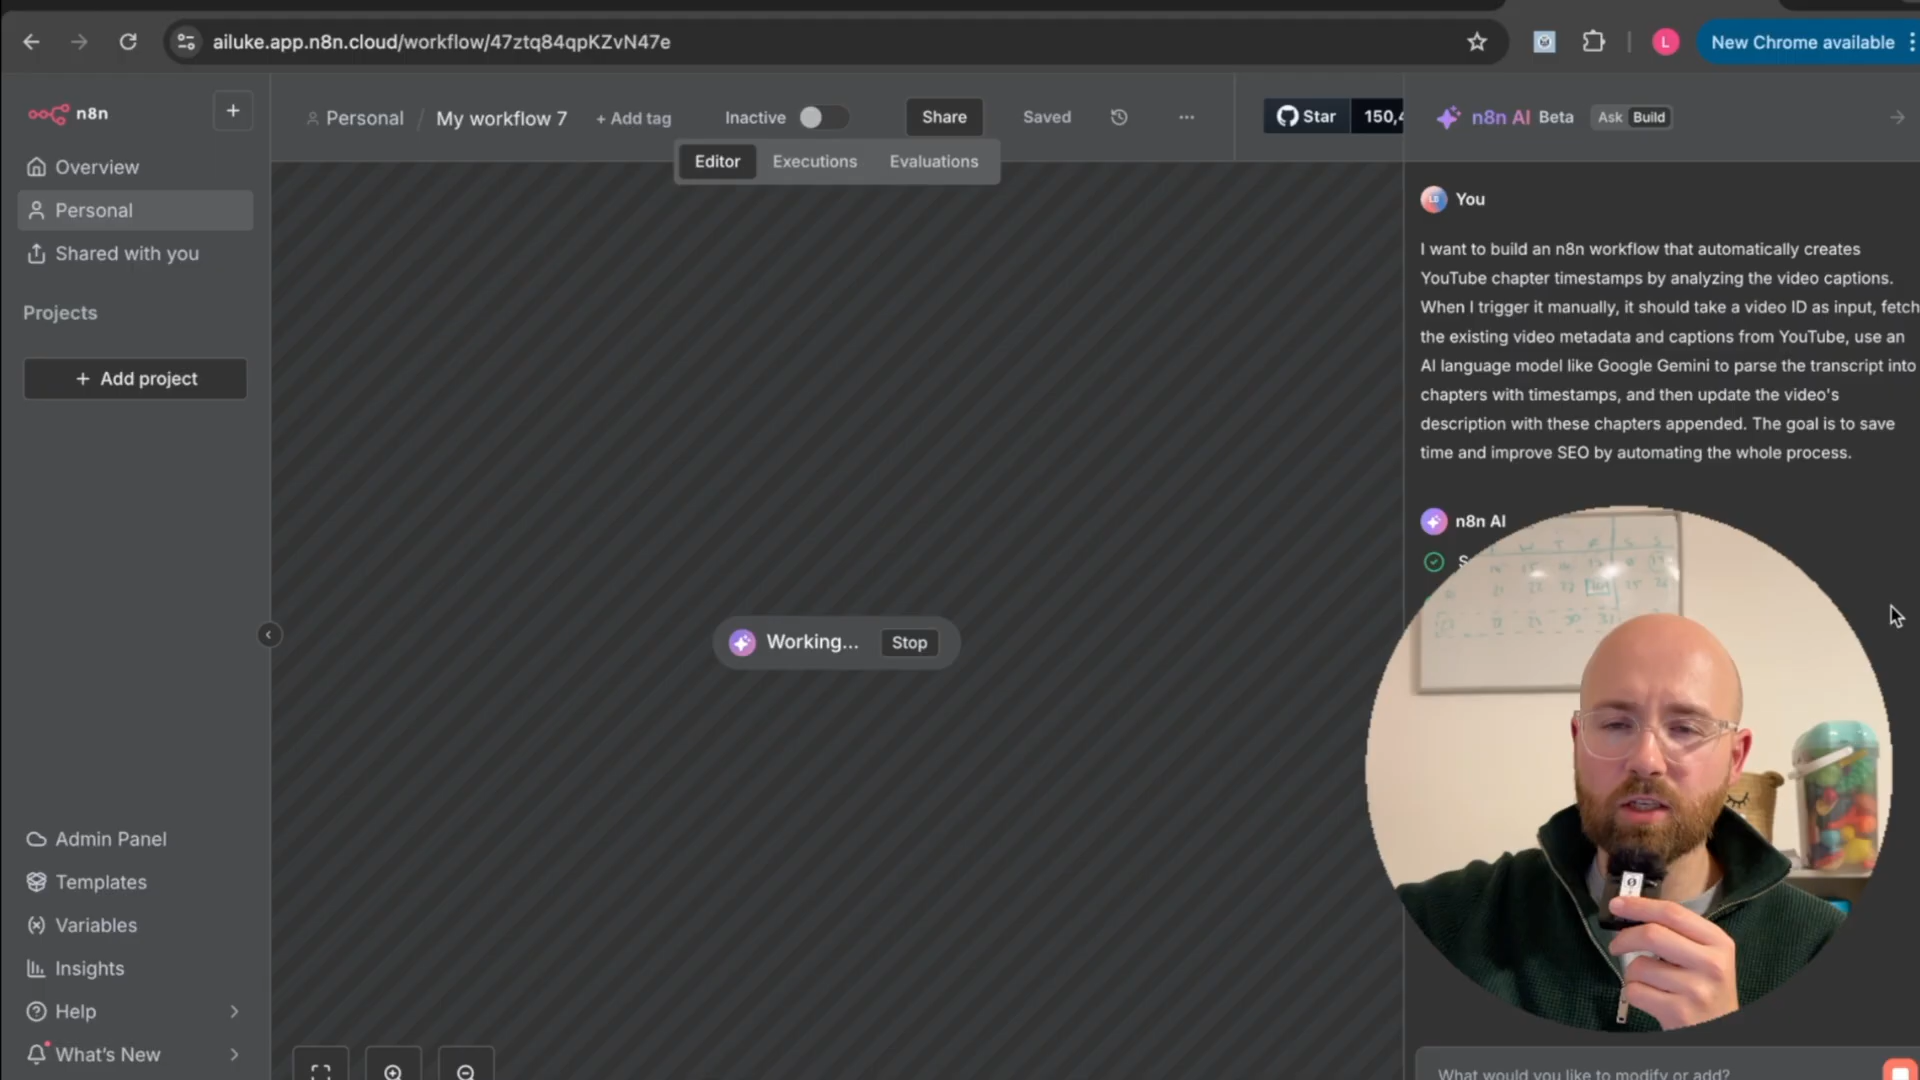 ailuke.app.n8n.cloud/workflow/47ztq84qpKZvN47e
L
New Chrome available
n8n
Personal / My workflow 7
+ Add tag
Inactive
Share
Saved
Star
150,4
n8n AI Beta
Ask
Build
Editor
Executions
Evaluations
Overview
Personal
Shared with you
Projects
+ Add project
You
I want to build an n8n workflow that automatically creates
YouTube chapter timestamps by analyzing the video captions.
When I trigger it manually, it should take a video ID as input, fetch
the existing video metadata and captions from YouTube, use an
AI language model like Google Gemini to parse the transcript into
chapters with timestamps, and then update the video's
description with these chapters appended. The goal is to save
time and improve SEO by automating the whole process.
n8n AI
Working...
Stop
Admin Panel
Templates
Variables
Insights
Help
What's New
What would you like to modify or add?